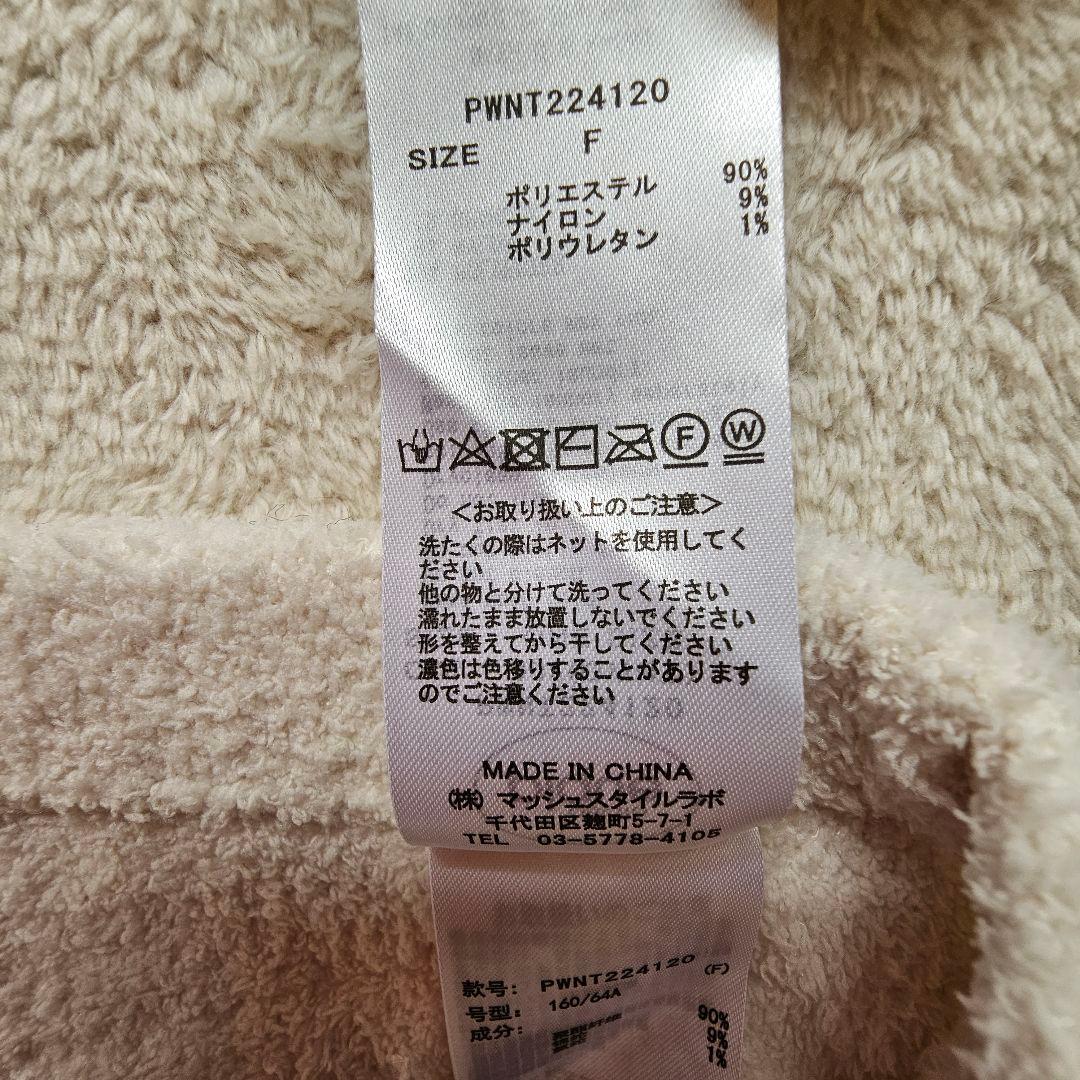 PWNT224120
SIZE F
ポリエステル 90%
ナイロン 9%
ポリウレタン 1%
F W
<お取り扱い上のご注意>
洗たくの際はネットを使用してく
ださい
他の物と分けて洗ってください
濡れたまま放置しないでください
形を整えてから干してください
濃色は色移りすることがあります
のでご注意ください
MADE IN CHINA
(株) マッシュスタイルラボ
千代田区麹町5-7-1
TEL 03-5778-4105
款号: PWNT224120 (F)
号型: 160/64A
成分: 90%
9%
1%